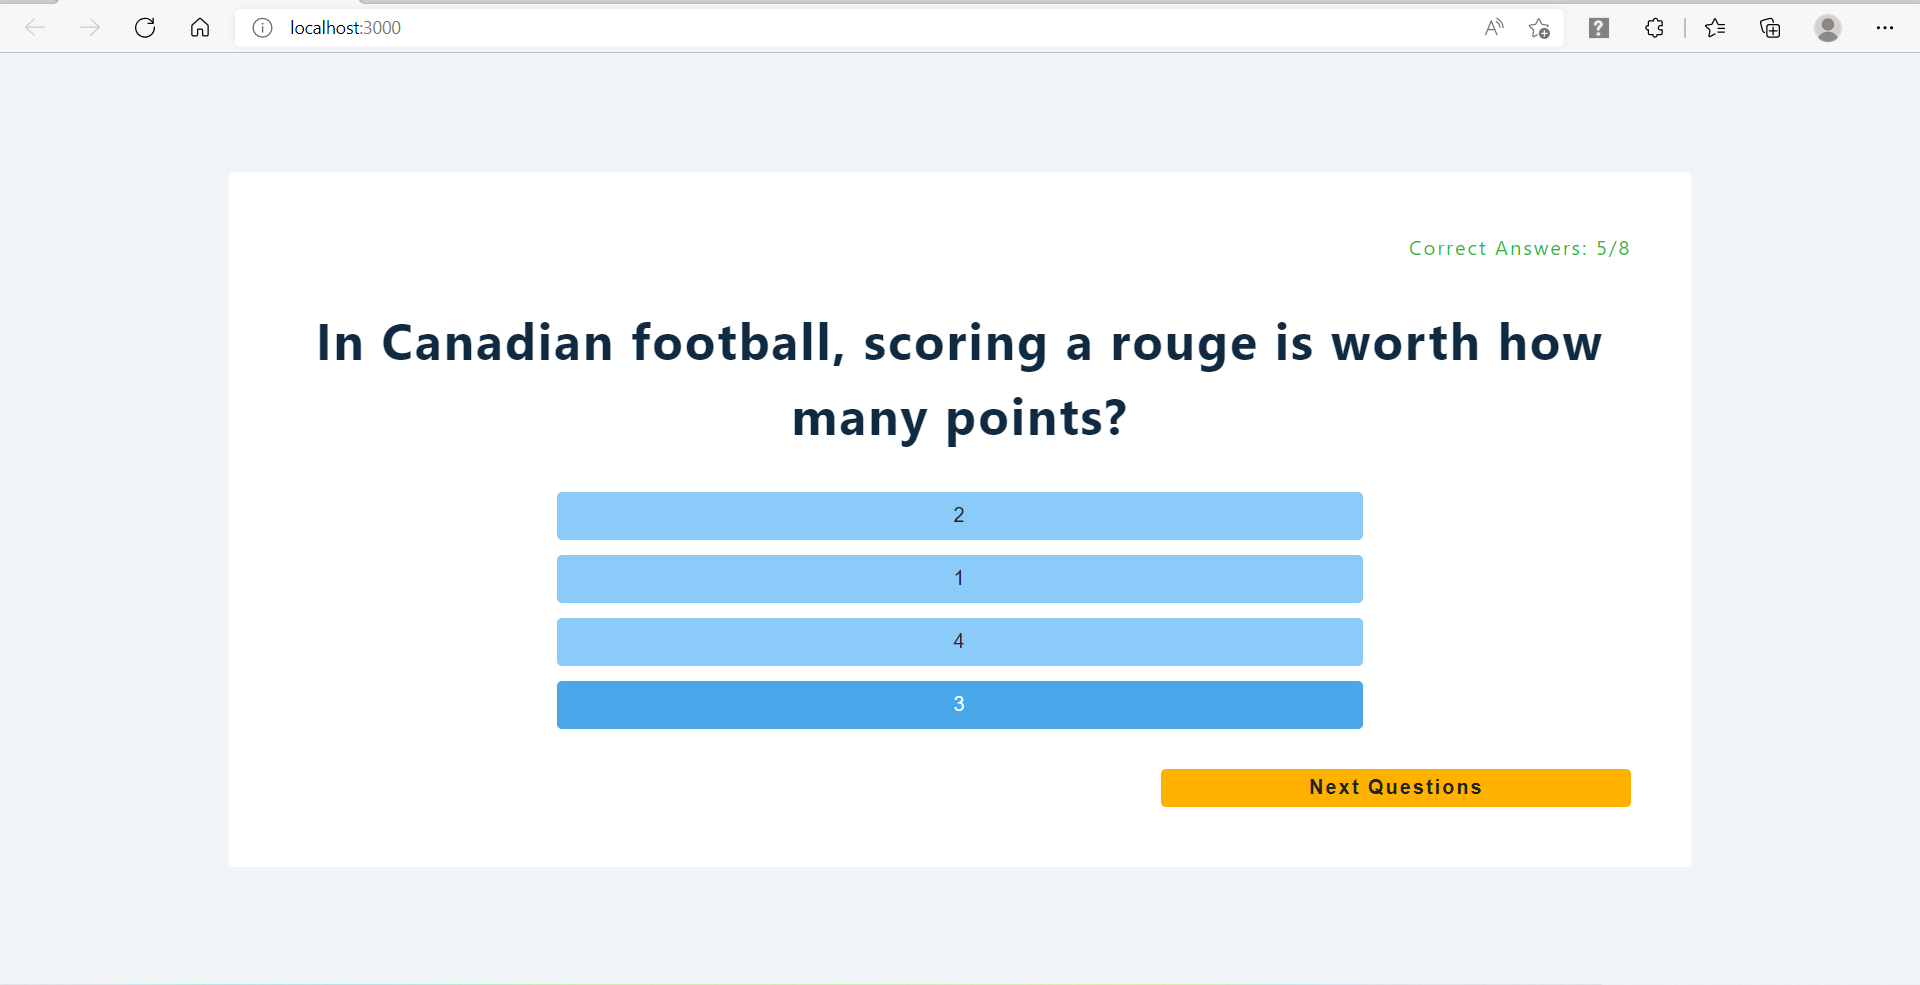 localhost:3000
Correct Answers: 5/8
In Canadian football, scoring a rouge is worth how
many points?
2
1
4
3
Next Questions